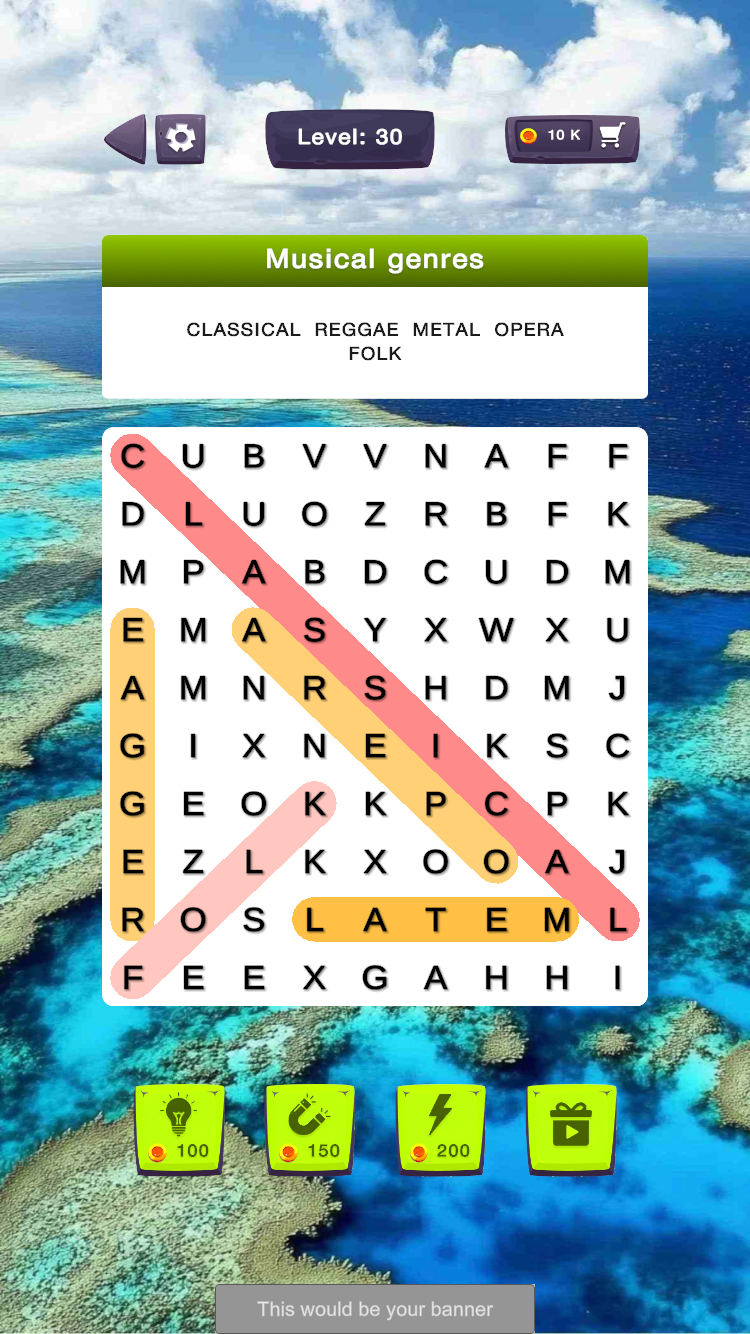 Level: 30
10 K
Musical genres
CLASSICAL REGGAE METAL OPERA
FOLK
C U B V V N A F F
D L U O Z R B F K
M P A B D C U D M
E M A S Y X W X U
A M N R S H D M J
G I X N E I K S C
G E O K K P C P K
E Z L K X O O A J
R O S L A T E M L
F E E X G A H H I
100 150 200
This would be your banner